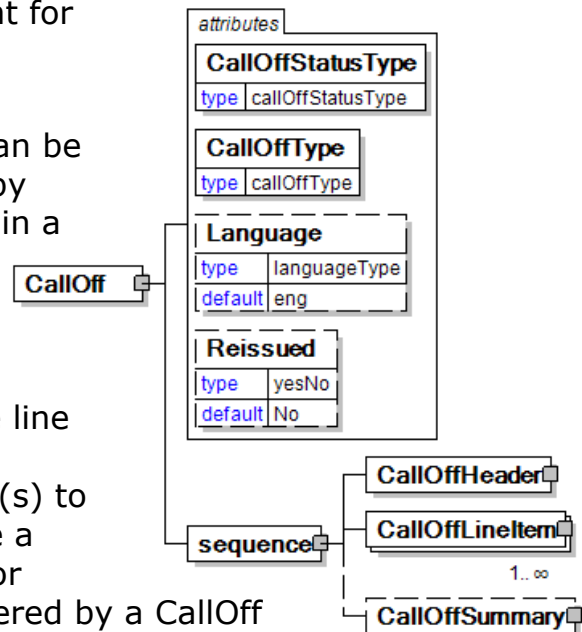 t for
an be
by
in a
line
(s) to
e a
or
ered by a CallOff
attributes
CallOffStatusType
type callOffStatusType
CallOffType
type callOffType
Language
type languageType
default eng
Reissued
type yesNo
default No
CallOff
sequence
CallOffHeader
CallOffLineItem
1.. ∞
CallOffSummary